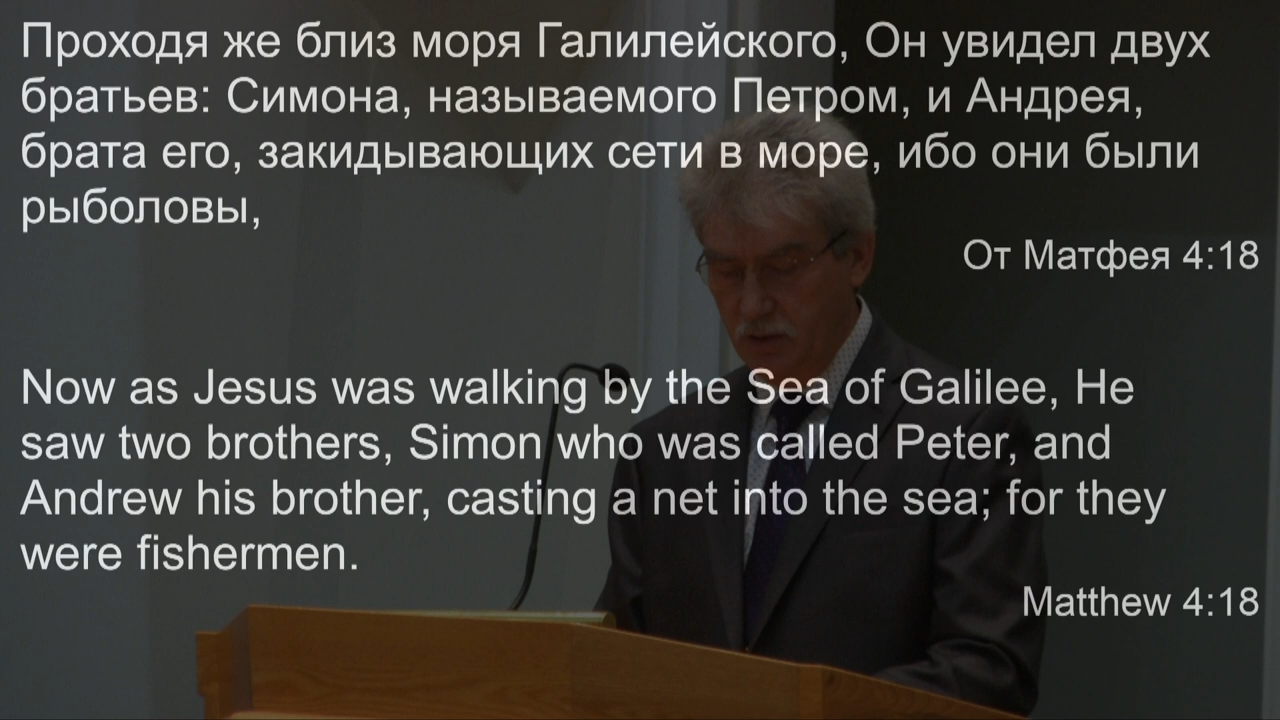 Проходя же близ моря Галилейского, Он увидел двух
братьев: Симона, называемого Петром, и Андрея,
брата его, закидывающих сети в море, ибо они были
рыболовы,
От Матфея 4:18
Now as Jesus was walking by the Sea of Galilee, He
saw two brothers, Simon who was called Peter, and
Andrew his brother, casting a net into the sea; for they
were fishermen.
Matthew 4:18